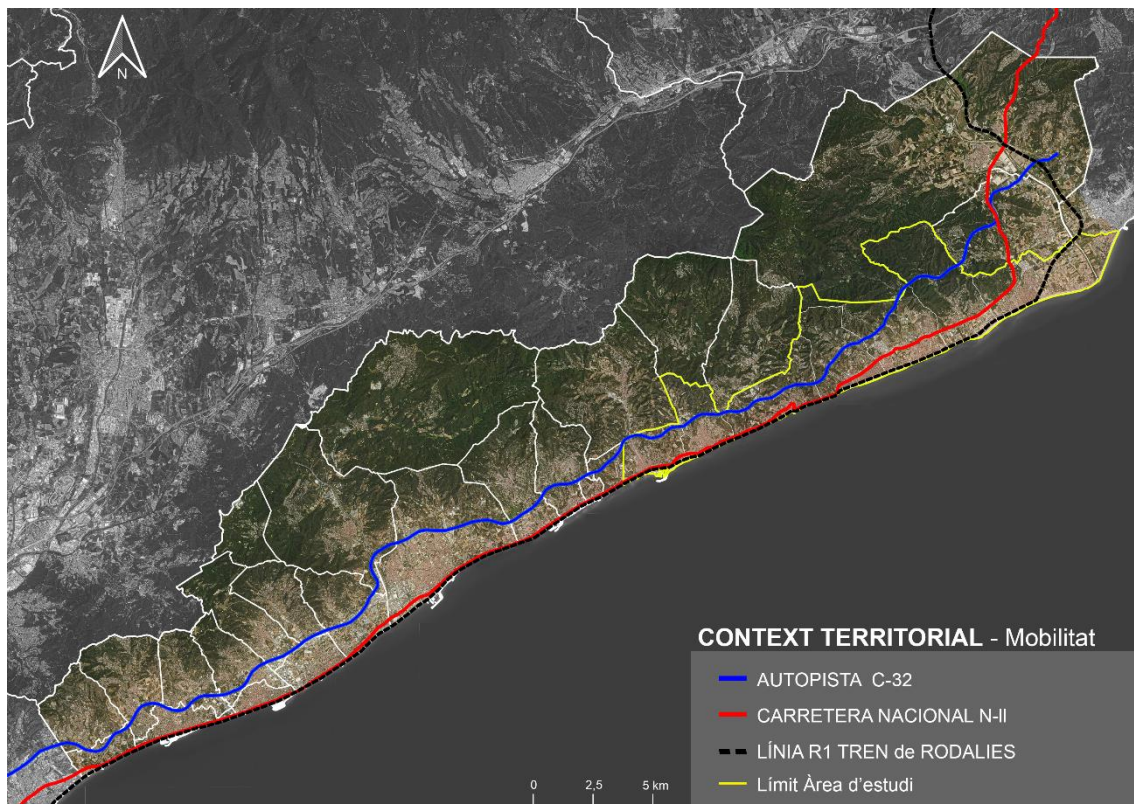 N
CONTEXT TERRITORIAL - Mobilitat
AUTOPISTA C-32
CARRETERA NACIONAL N-II
LÍNIA R1 TREN de RODALIES
Límit Àrea d'estudi
0 2,5 5 km